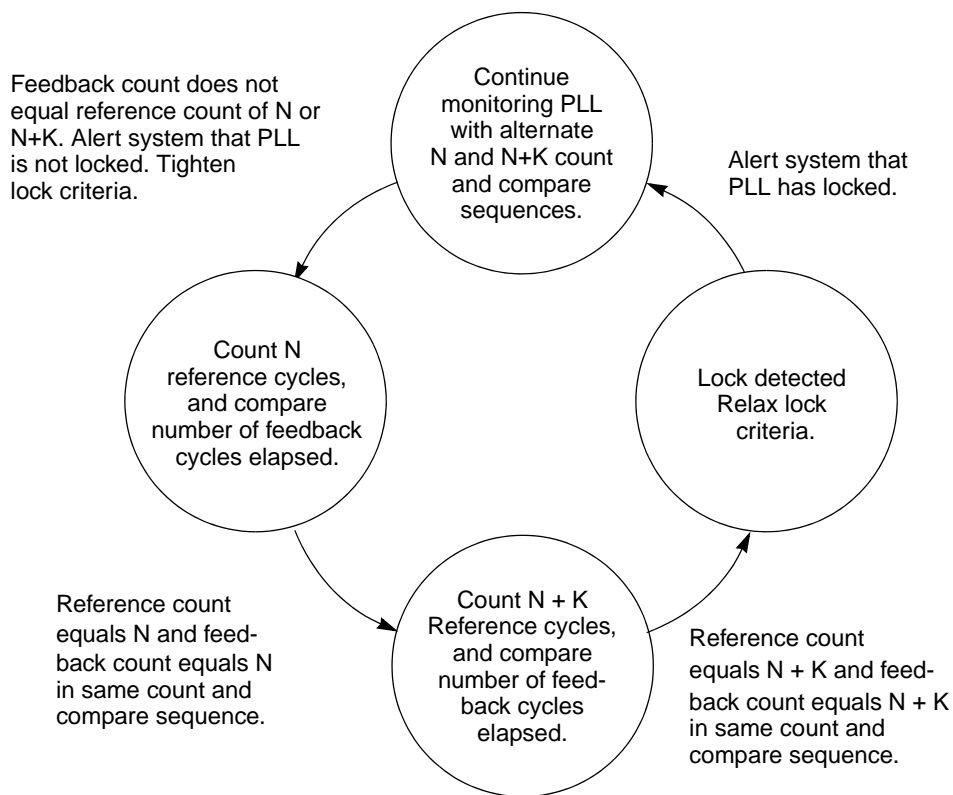 Feedback count does not
equal reference count of N or
N+K. Alert system that PLL
is not locked. Tighten
lock criteria.
Continue
monitoring PLL
with alternate
N and N+K count
and compare
sequences.
Alert system that
PLL has locked.
Count N
reference cycles,
and compare
number of feedback
cycles elapsed.
Lock detected
Relax lock
criteria.
Reference count
equals N and feed-
back count equals N
in same count and
compare sequence.
Count N + K
Reference cycles,
and compare
number of feed-
back cycles
elapsed.
Reference count
equals N + K and feed-
back count equals N + K
in same count and
compare sequence.